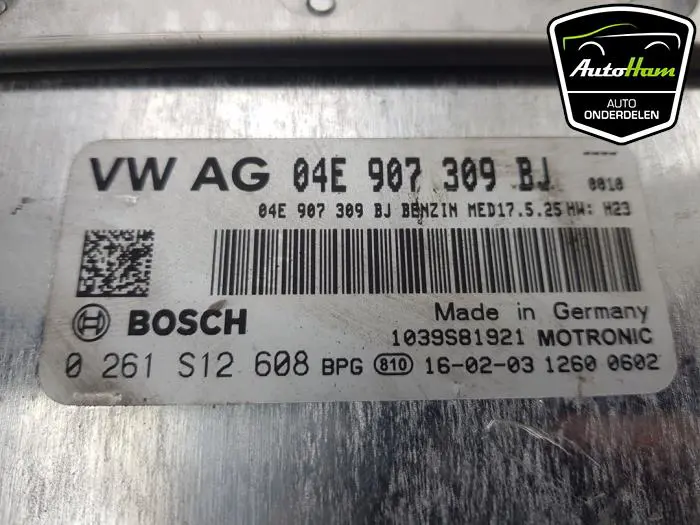 AutoHam
AUTO
ONDERDELEN
VW AG 04E 907 309 BJ 0010
04E 907 309 BJ BENZIN MED17.5.25 HW: H23
BOSCH
Made in Germany
1039S81921 MOTRONIC
0 261 S12 608 BPG 810 16-02-03 1260 0602